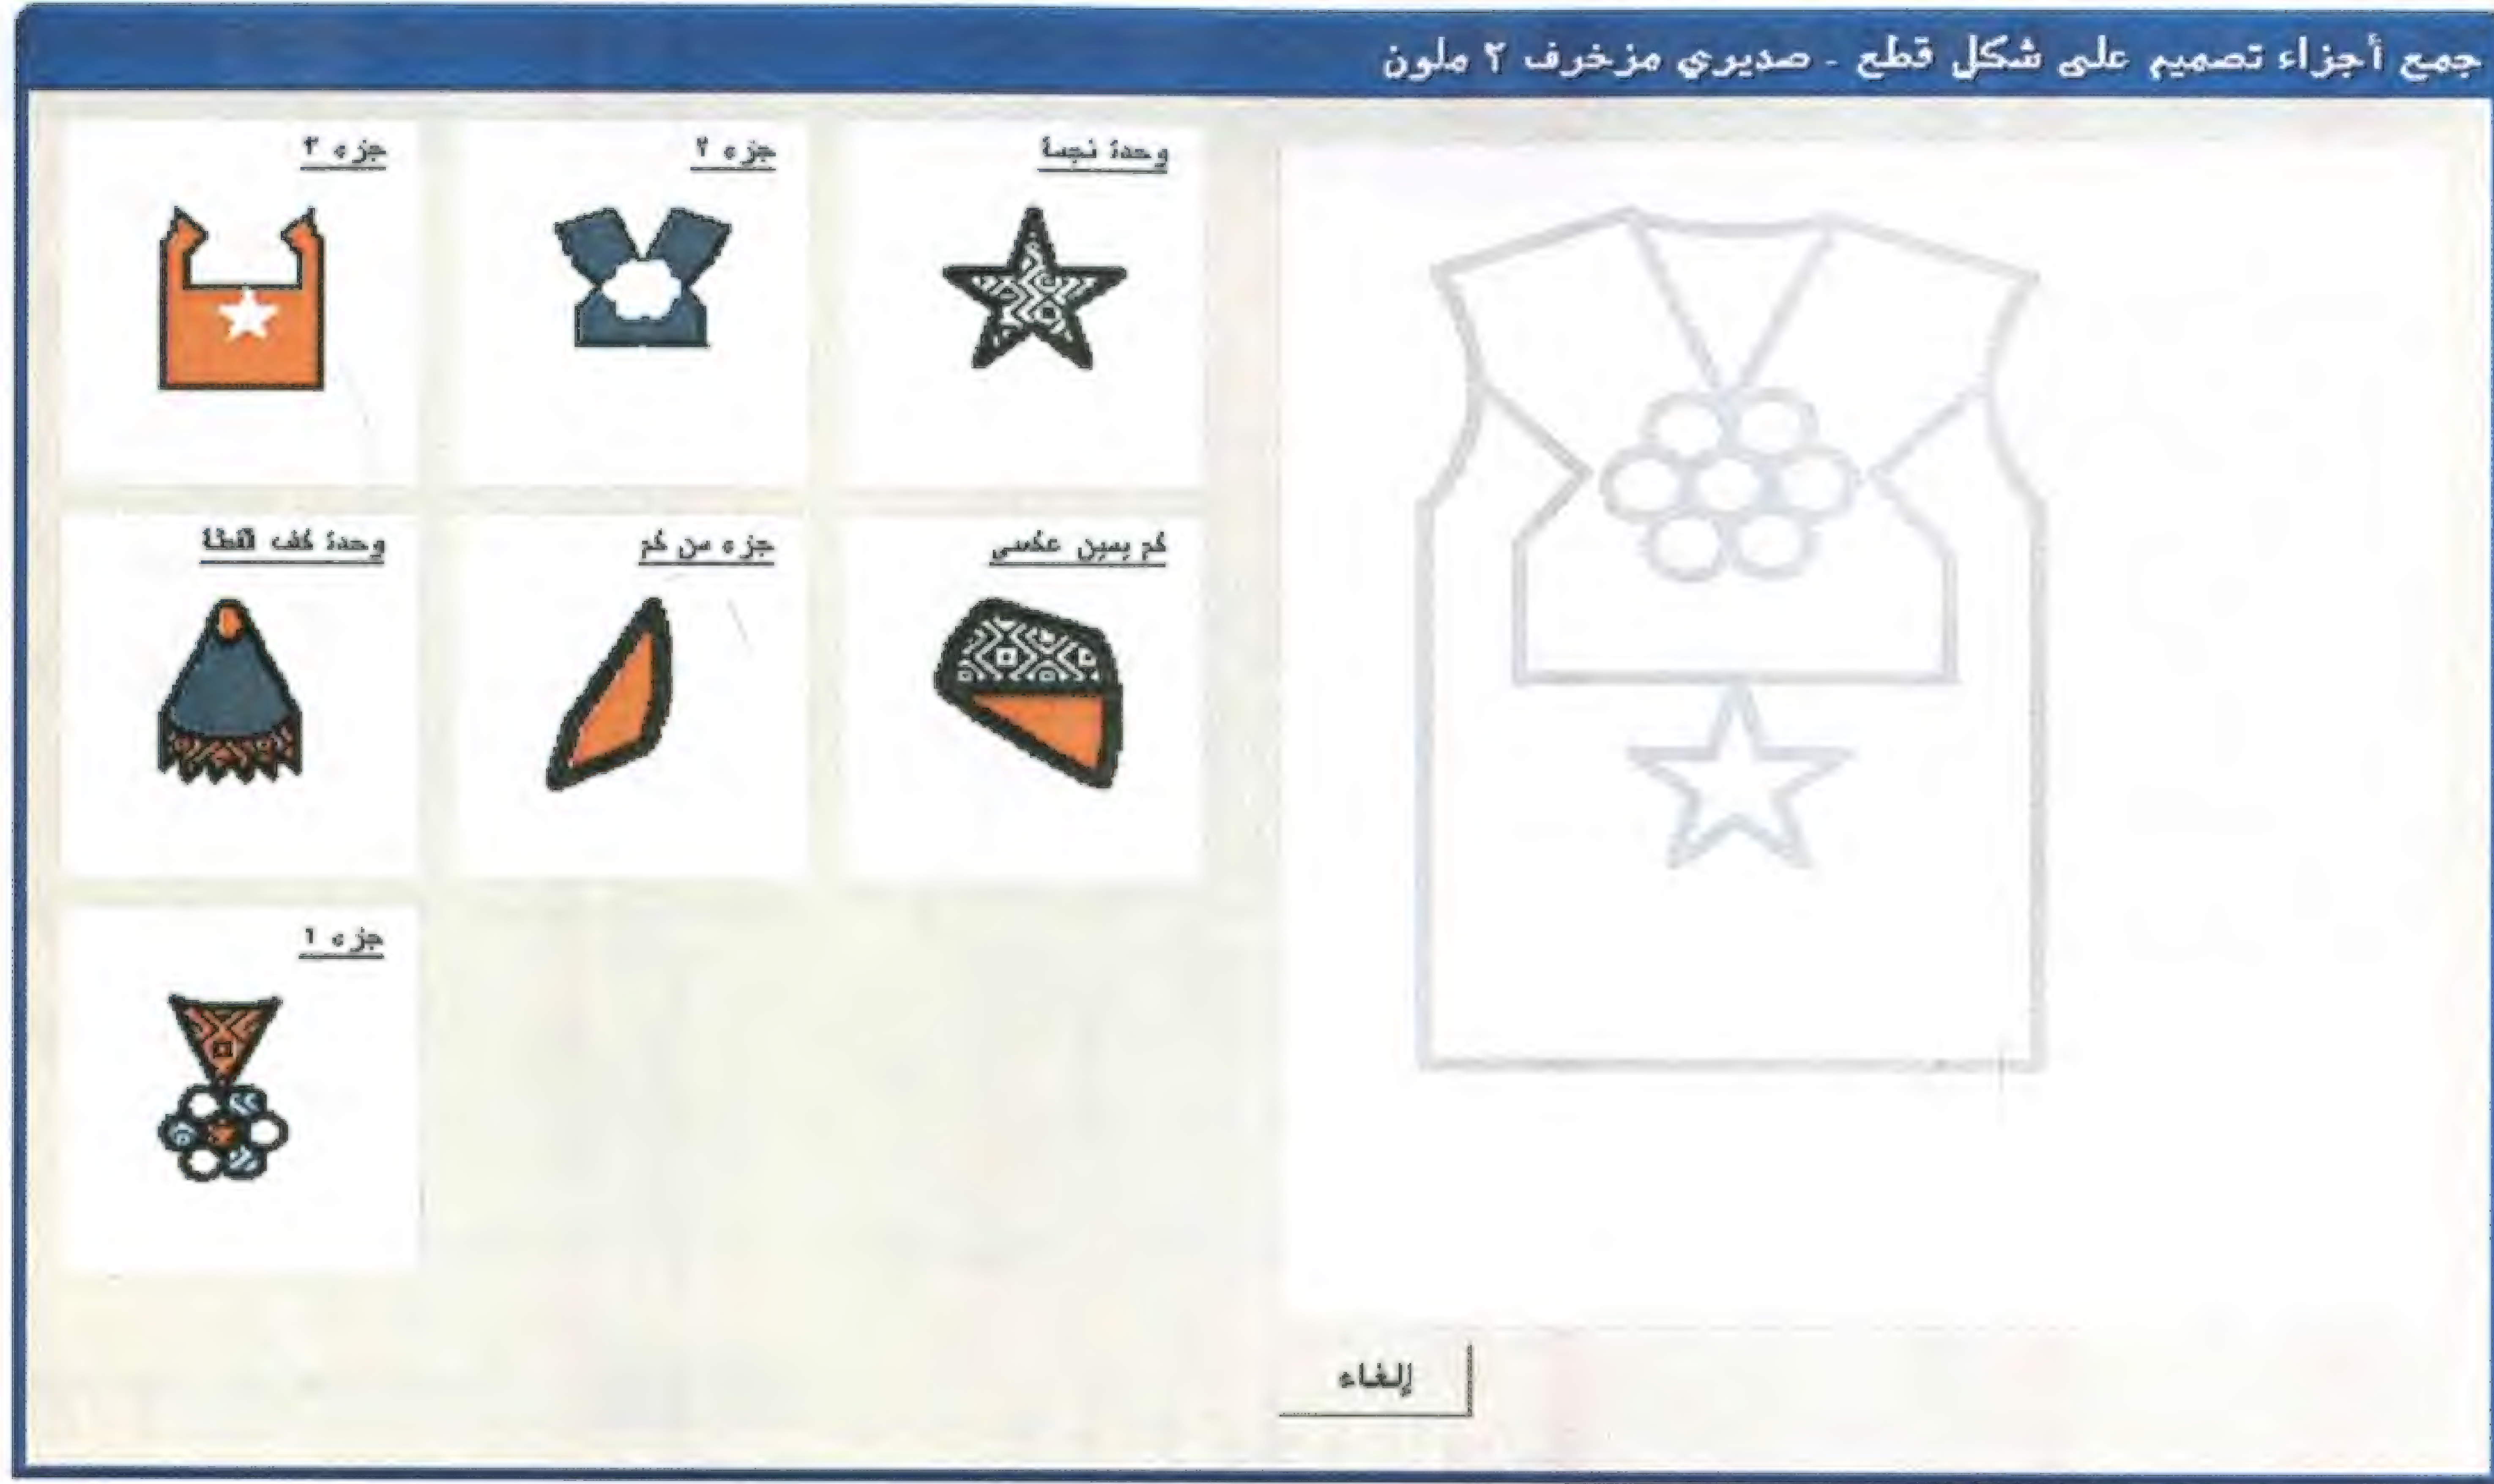 جمع أجزاء تصميم على شكل قطع - صديري مزخرف ٢ ملون
وحدة نجمة
جزء ٢
جزء ٣
كم يمين عكسى
جزء من كم
وحدة كف القطة
جزء ١
إلغاء